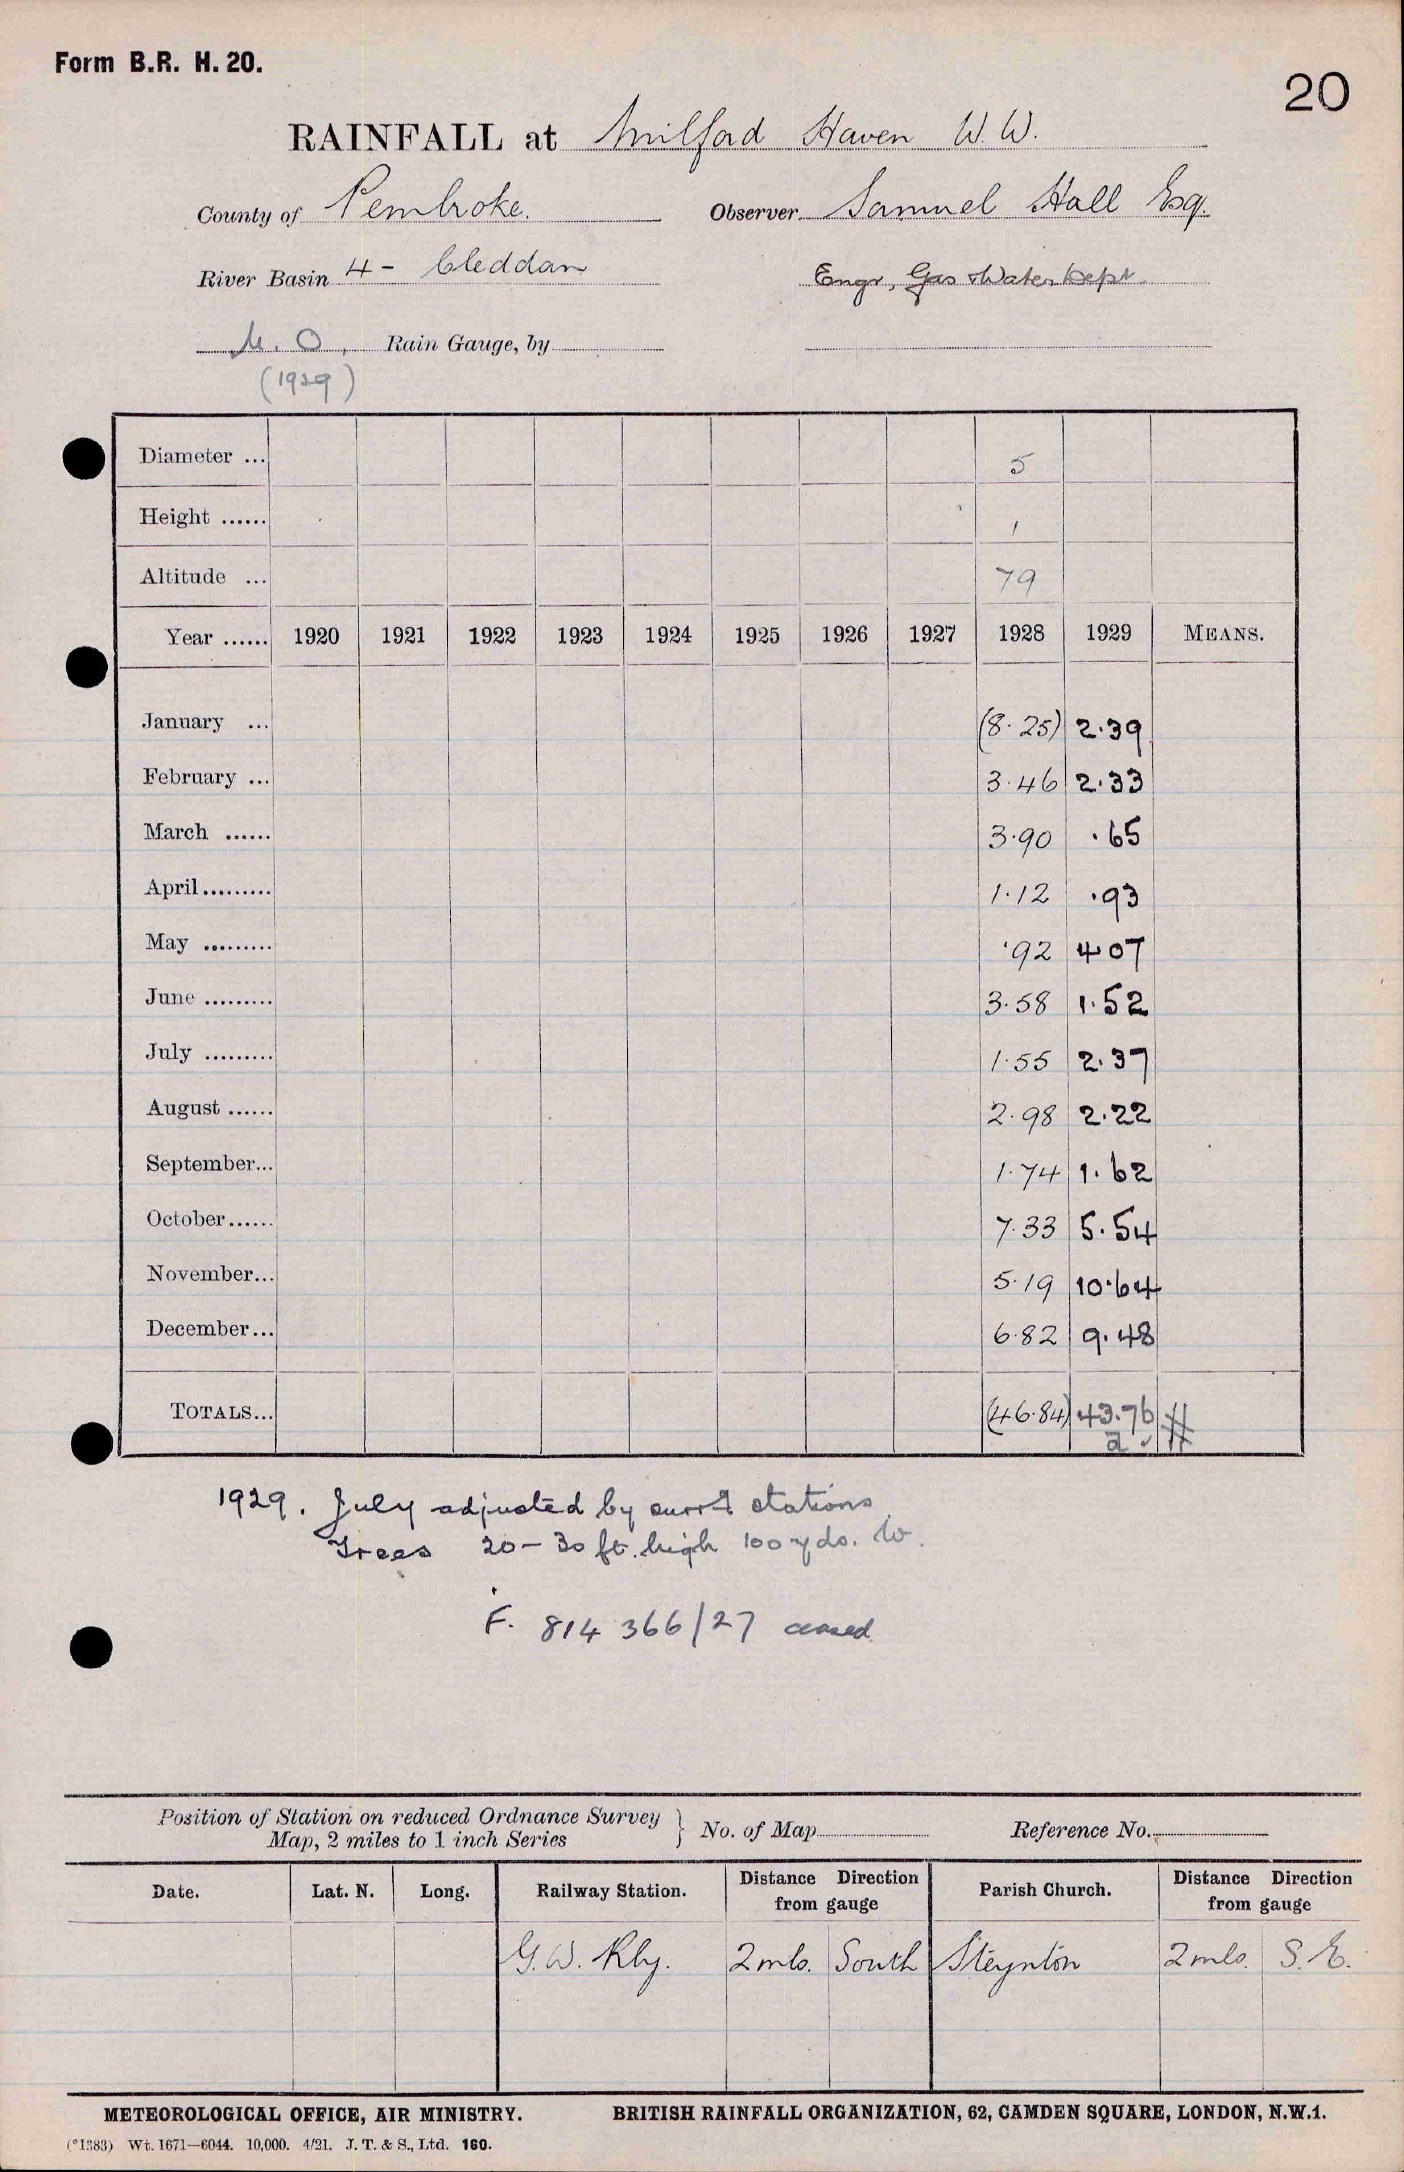 Form B.R. H. 20.
20
RAINFALL at Milford Haven W.W.
County of Pembroke. Observer Samuel Hall Esq.
River Basin 4 - Cleddau Engr, Gas & Water Dept.
M.O. Rain Gauge, by
(1929)
Diameter ... 5
Height ...... 1
Altitude ... 79
Year ...... 1920 1921 1922 1923 1924 1925 1926 1927 1928 1929 MEANS.
January ... (8.25) 2.39
February ... 3.46 2.33
March ...... 3.90 .65
April ......... 1.12 .93
May ......... .92 4.07
June ......... 3.58 1.52
July ......... 1.55 2.37
August ...... 2.98 2.22
September... 1.74 1.62
October...... 7.33 5.54
November... 5.19 10.64
December... 6.82 9.48
TOTALS... (46.84) 43.76 #
a ✓
1929. July adjusted by surrd stations.
Trees 20-30 ft. high 100 yds. W.
F. 814 366/27 ceased
Position of Station on reduced Ordnance Survey
Map, 2 miles to 1 inch Series } No. of Map Reference No.
Date. Lat. N. Long. Railway Station. Distance Direction from gauge Parish Church. Distance Direction from gauge
G.W. Rly. 2 mls. South Steynton 2 mls. S.E.
METEOROLOGICAL OFFICE, AIR MINISTRY. BRITISH RAINFALL ORGANIZATION, 62, CAMDEN SQUARE, LONDON, N.W.1.
(*1383) Wt. 1671—6044. 10,000. 4/21. J. T. & S., Ltd. 160.